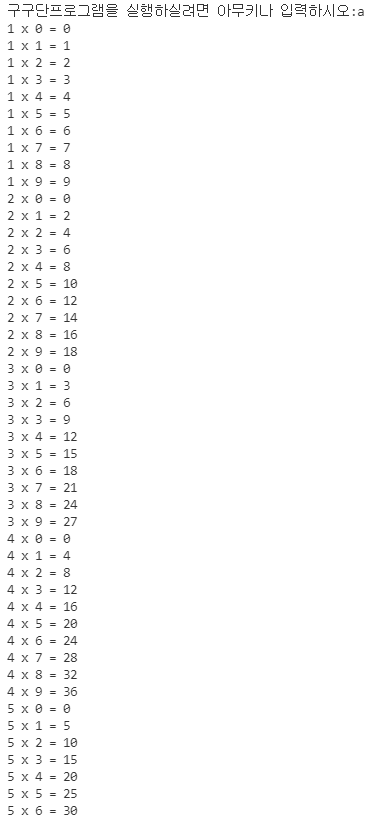 구구단프로그램을 실행하실려면 아무키나 입력하시오:a
1 x 0 = 0
1 x 1 = 1
1 x 2 = 2
1 x 3 = 3
1 x 4 = 4
1 x 5 = 5
1 x 6 = 6
1 x 7 = 7
1 x 8 = 8
1 x 9 = 9
2 x 0 = 0
2 x 1 = 2
2 x 2 = 4
2 x 3 = 6
2 x 4 = 8
2 x 5 = 10
2 x 6 = 12
2 x 7 = 14
2 x 8 = 16
2 x 9 = 18
3 x 0 = 0
3 x 1 = 3
3 x 2 = 6
3 x 3 = 9
3 x 4 = 12
3 x 5 = 15
3 x 6 = 18
3 x 7 = 21
3 x 8 = 24
3 x 9 = 27
4 x 0 = 0
4 x 1 = 4
4 x 2 = 8
4 x 3 = 12
4 x 4 = 16
4 x 5 = 20
4 x 6 = 24
4 x 7 = 28
4 x 8 = 32
4 x 9 = 36
5 x 0 = 0
5 x 1 = 5
5 x 2 = 10
5 x 3 = 15
5 x 4 = 20
5 x 5 = 25
5 x 6 = 30